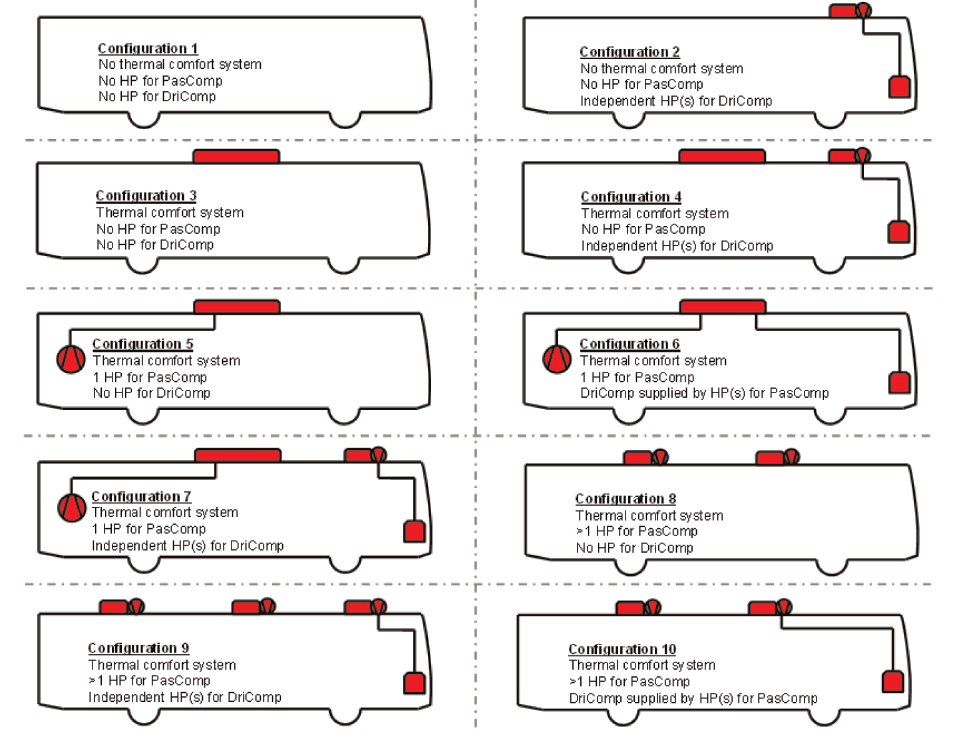 Configuration 1
No thermal comfort system
No HP for PasComp
No HP for DriComp
Configuration 2
No thermal comfort system
No HP for PasComp
Independent HP(s) for DriComp
Configuration 3
Thermal comfort system
No HP for PasComp
No HP for DriComp
Configuration 4
Thermal comfort system
No HP for PasComp
Independent HP(s) for DriComp
Configuration 5
Thermal comfort system
1 HP for PasComp
No HP for DriComp
Configuration 6
Thermal comfort system
1 HP for PasComp
DriComp supplied by HP(s) for PasComp
Configuration 7
Thermal comfort system
1 HP for PasComp
Independent HP(s) for DriComp
Configuration 8
Thermal comfort system
>1 HP for PasComp
No HP for DriComp
Configuration 9
Thermal comfort system
>1 HP for PasComp
Independent HP(s) for DriComp
Configuration 10
Thermal comfort system
>1 HP for PasComp
DriComp supplied by HP(s) for PasComp